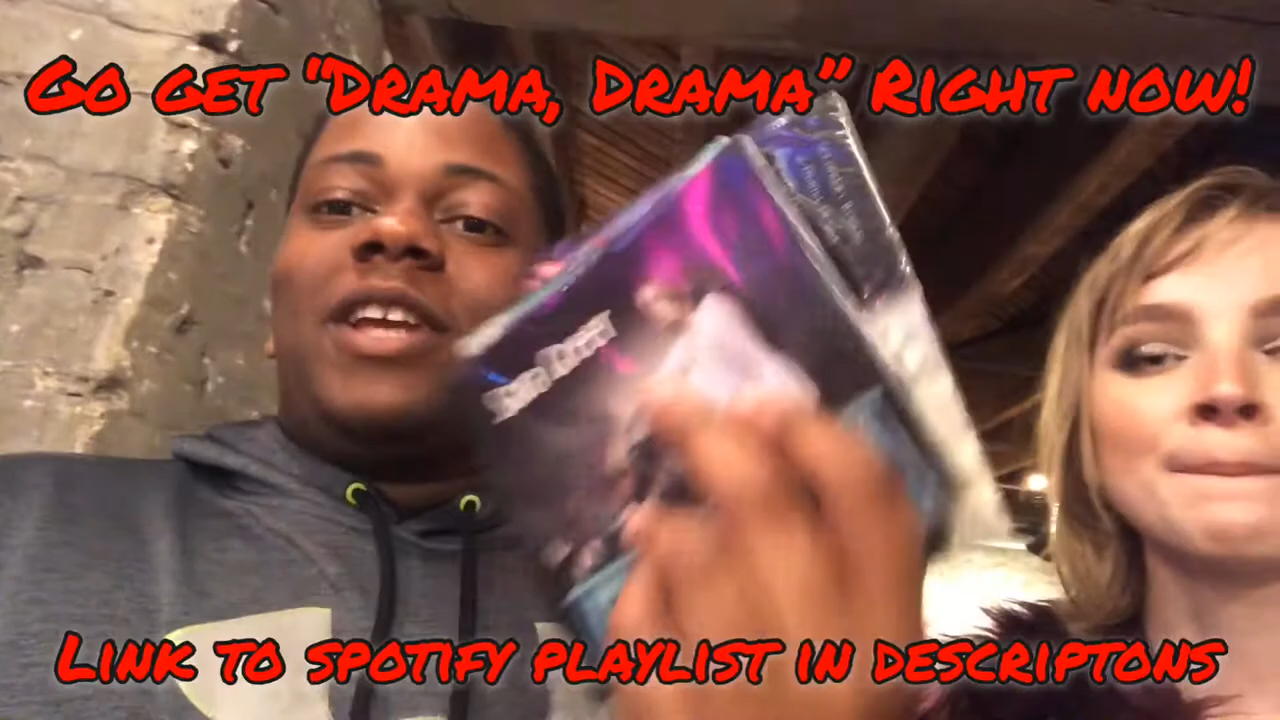 Go get “Drama, Drama” Right now!
Link to spotify playlist in descriptons